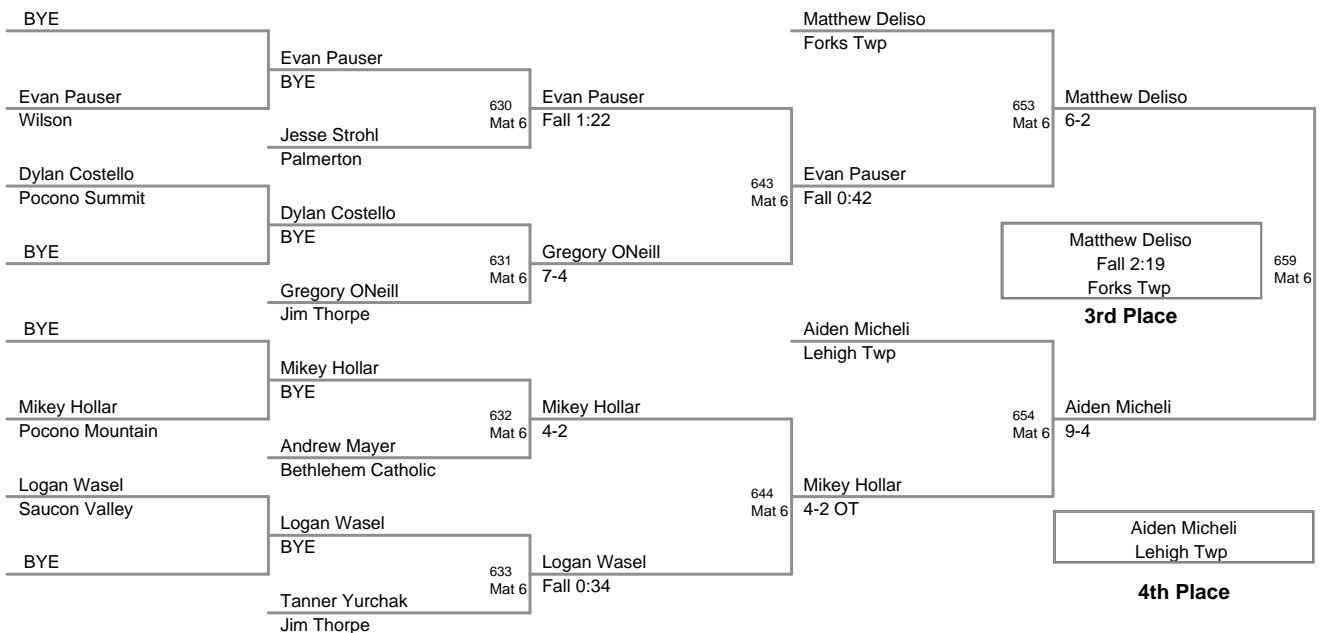 BYE
Evan Pauser
Wilson
Dylan Costello
Pocono Summit
BYE
BYE
Mikey Hollar
Pocono Mountain
Logan Wasel
Saucon Valley
BYE
Evan Pauser
BYE
Jesse Strohl
Palmerton
Dylan Costello
BYE
Gregory ONeill
Jim Thorpe
Mikey Hollar
BYE
Andrew Mayer
Bethlehem Catholic
Logan Wasel
BYE
Tanner Yurchak
Jim Thorpe
630
Mat 6
Evan Pauser
Fall 1:22
631
Mat 6
Gregory ONeill
7-4
632
Mat 6
Mikey Hollar
4-2
633
Mat 6
Logan Wasel
Fall 0:34
Matthew Deliso
Forks Twp
643
Mat 6
Evan Pauser
Fall 0:42
Aiden Micheli
Lehigh Twp
644
Mat 6
Mikey Hollar
4-2 OT
653
Mat 6
Matthew Deliso
6-2
654
Mat 6
Aiden Micheli
9-4
Matthew Deliso
Fall 2:19
Forks Twp
659
Mat 6
3rd Place
Aiden Micheli
Lehigh Twp
4th Place